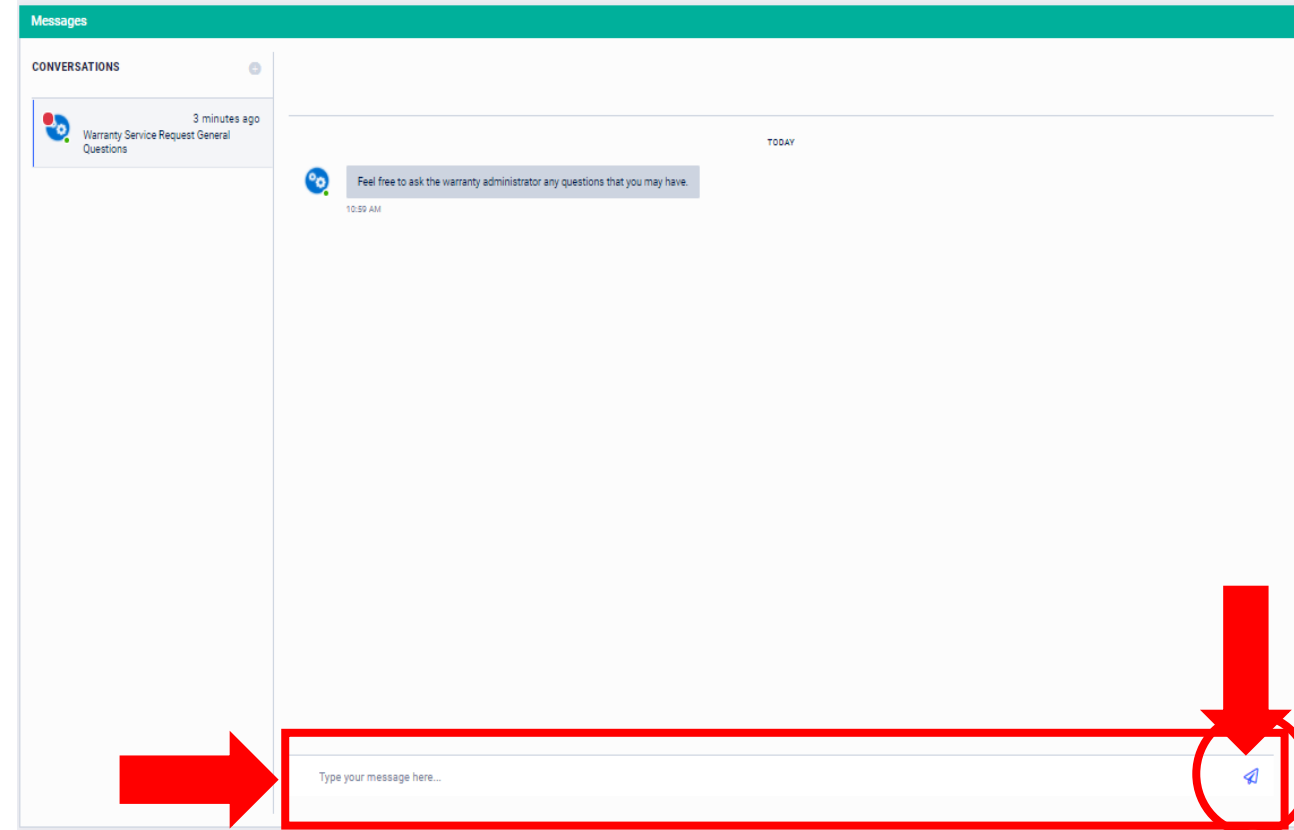 Messages
CONVERSATIONS
3 minutes ago
Warranty Service Request General
Questions
TODAY
Feel free to ask the warranty administrator any questions that you may have.
10:59 AM
Type your message here...